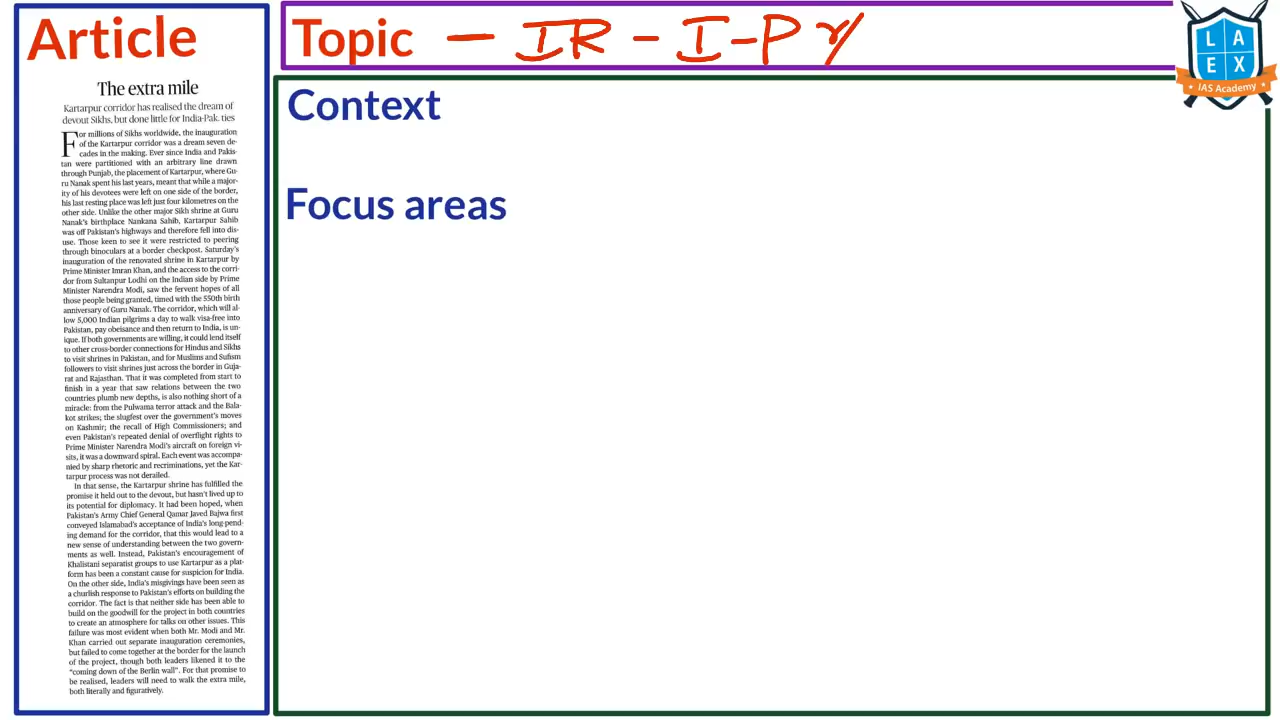 Article
The extra mile
Kartarpur corridor has realised the dream of
devout Sikhs, but done little for India-Pak. ties
For millions of Sikhs worldwide, the inauguration
of the Kartarpur corridor was a dream seven de-
cades in the making. Ever since India and Pakis-
tan were partitioned with an arbitrary line drawn
through Punjab, the placement of Kartarpur, where Gu-
ru Nanak spent his last years, meant that while a major-
ity of his devotees were left on one side of the border,
his last resting place was left just four kilometres on the
other side. Unlike the other major Sikh shrine at Guru
Nanak's birthplace Nankana Sahib, Kartarpur Sahib
was off Pakistan's highways and therefore fell into dis-
use. Those keen to see it were restricted to peering
through binoculars at a border checkpost. Saturday's
inauguration of the renovated shrine in Kartarpur by
Prime Minister Imran Khan, and the access to the corri-
dor from Sultanpur Lodhi on the Indian side by Prime
Minister Narendra Modi, saw the fervent hopes of all
those people being granted, timed with the 550th birth
anniversary of Guru Nanak. The corridor, which will al-
low 5,000 Indian pilgrims a day to walk visa-free into
Pakistan, pay obeisance and then return to India, is un-
ique. If both governments are willing, it could lend itself
to other cross-border connections for Hindus and Sikhs
to visit shrines in Pakistan, and for Muslims and Sufism
followers to visit shrines just across the border in Guja-
rat and Rajasthan. That it was completed from start to
finish in a year that saw relations between the two
countries plumb new depths, is also nothing short of a
miracle: from the Pulwama terror attack and the Bala-
kot strikes; the slugfest over the government's moves
on Kashmir; the recall of High Commissioners; and
even Pakistan's repeated denial of overflight rights to
Prime Minister Narendra Modi's aircraft on foreign vi-
sits, it was a downward spiral. Each event was accompa-
nied by sharp rhetoric and recriminations, yet the Kar-
tarpur process was not derailed.
In that sense, the Kartarpur shrine has fulfilled the
promise it held out to the devout, but hasn't lived up to
its potential for diplomacy. It had been hoped, when
Pakistan's Army Chief General Qamar Javed Bajwa first
conveyed Islamabad's acceptance of India's long-pend-
ing demand for the corridor, that this would lead to a
new sense of understanding between the two govern-
ments as well. Instead, Pakistan's encouragement of
Khalistani separatist groups to use Kartarpur as a plat-
form has been a constant cause for suspicion for India.
On the other side, India's misgivings have been seen as
a churlish response to Pakistan's efforts on building the
corridor. The fact is that neither side has been able to
build on the goodwill for the project in both countries
to create an atmosphere for talks on other issues. This
failure was most evident when both Mr. Modi and Mr.
Khan carried out separate inauguration ceremonies,
but failed to come together at the border for the launch
of the project, though both leaders likened it to the
"coming down of the Berlin wall". For that promise to
be realised, leaders will need to walk the extra mile,
both literally and figuratively.
Topic - IR - I-P
Context
Focus areas
L A
E X
IAS Academy